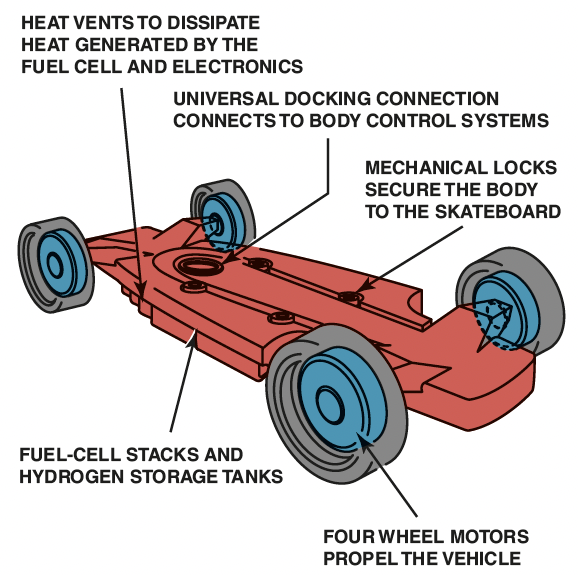 HEAT VENTS TO DISSIPATE
HEAT GENERATED BY THE
FUEL CELL AND ELECTRONICS
UNIVERSAL DOCKING CONNECTION
CONNECTS TO BODY CONTROL SYSTEMS
MECHANICAL LOCKS
SECURE THE BODY
TO THE SKATEBOARD
FUEL-CELL STACKS AND
HYDROGEN STORAGE TANKS
FOUR WHEEL MOTORS
PROPEL THE VEHICLE